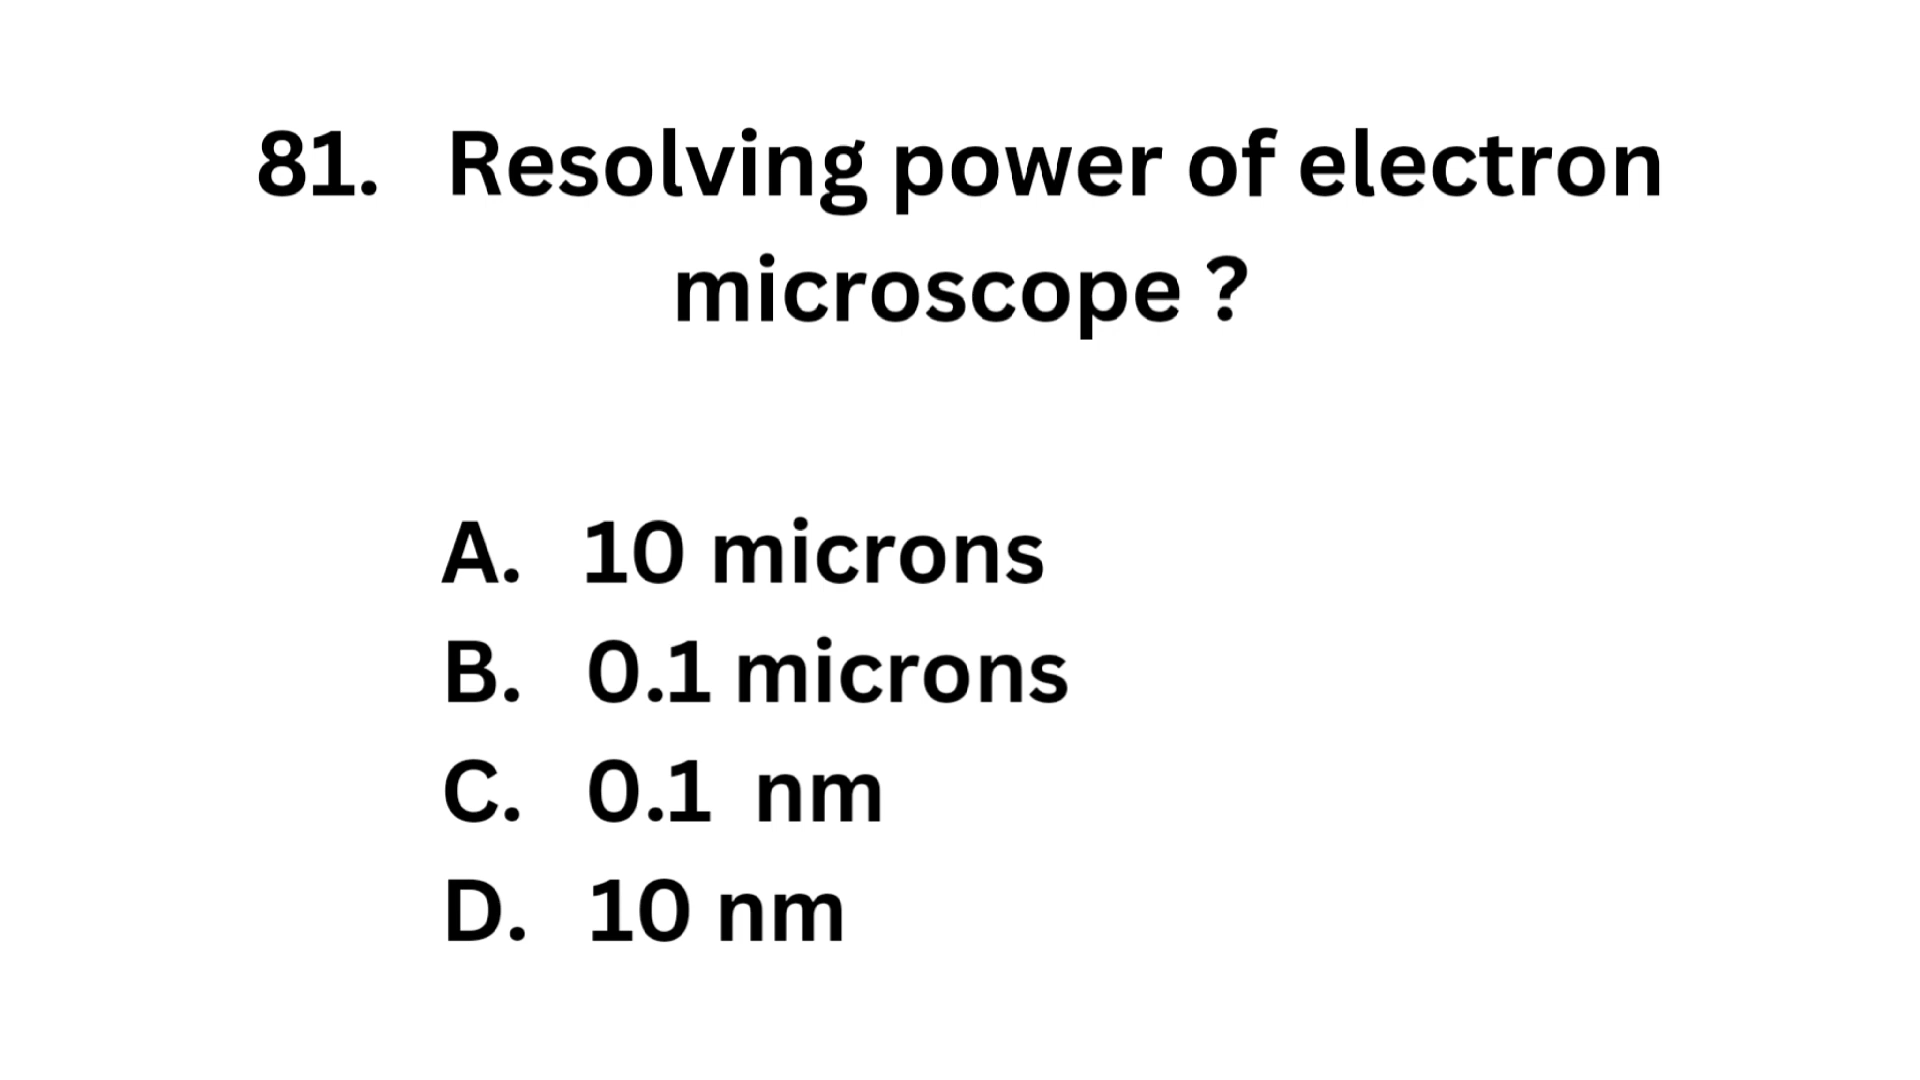 81. Resolving power of electron
microscope ?
A. 10 microns
B. 0.1 microns
C. 0.1 nm
D. 10 nm